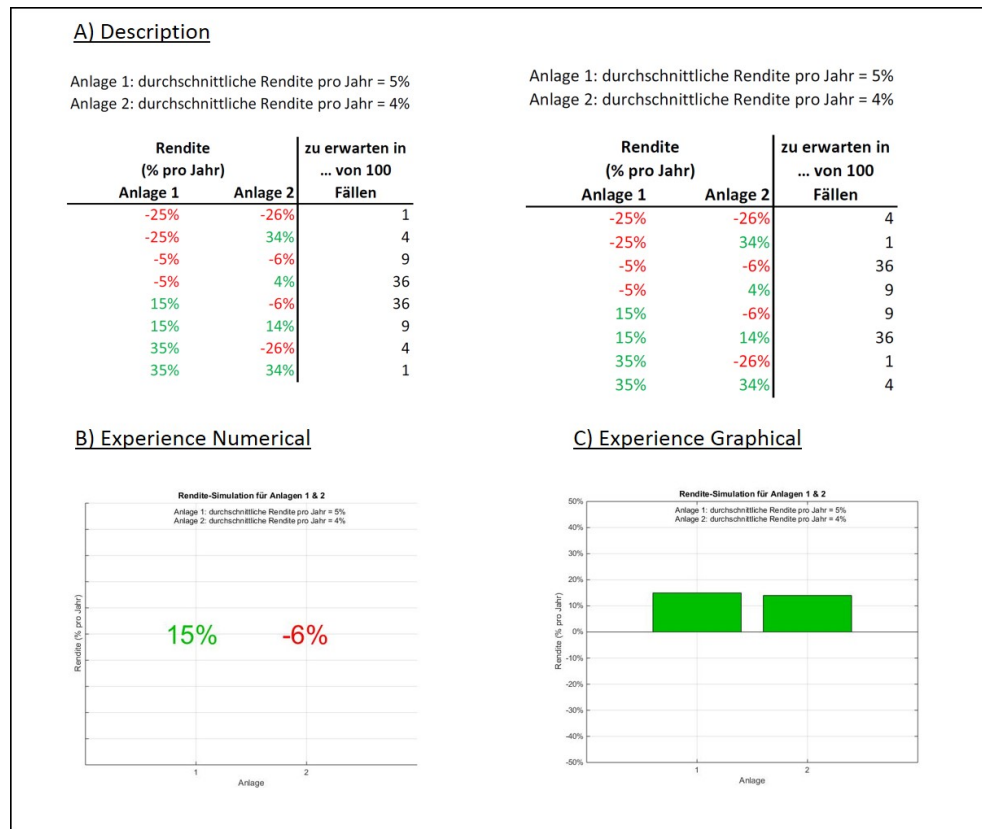 A) Description
Anlage 1: durchschnittliche Rendite pro Jahr = 5%
Anlage 2: durchschnittliche Rendite pro Jahr = 4%
Rendite zu erwarten in
(% pro Jahr) ... von 100
Anlage 1 Anlage 2 Fällen
-25% -26% 1
-25% 34% 4
-5% -6% 9
-5% 4% 36
15% -6% 36
15% 14% 9
35% -26% 4
35% 34% 1
Anlage 1: durchschnittliche Rendite pro Jahr = 5%
Anlage 2: durchschnittliche Rendite pro Jahr = 4%
Rendite zu erwarten in
(% pro Jahr) ... von 100
Anlage 1 Anlage 2 Fällen
-25% -26% 4
-25% 34% 1
-5% -6% 36
-5% 4% 9
15% -6% 9
15% 14% 36
35% -26% 1
35% 34% 4
B) Experience Numerical
Rendite-Simulation für Anlagen 1 & 2
Anlage 1: durchschnittliche Rendite pro Jahr = 5%
Anlage 2: durchschnittliche Rendite pro Jahr = 4%
Rendite (% pro Jahr)
15% -6%
1 2
Anlage
C) Experience Graphical
Rendite-Simulation für Anlagen 1 & 2
Anlage 1: durchschnittliche Rendite pro Jahr = 5%
Anlage 2: durchschnittliche Rendite pro Jahr = 4%
Rendite (% pro Jahr)
50%
40%
30%
20%
10%
0%
-10%
-20%
-30%
-40%
-50%
1 2
Anlage